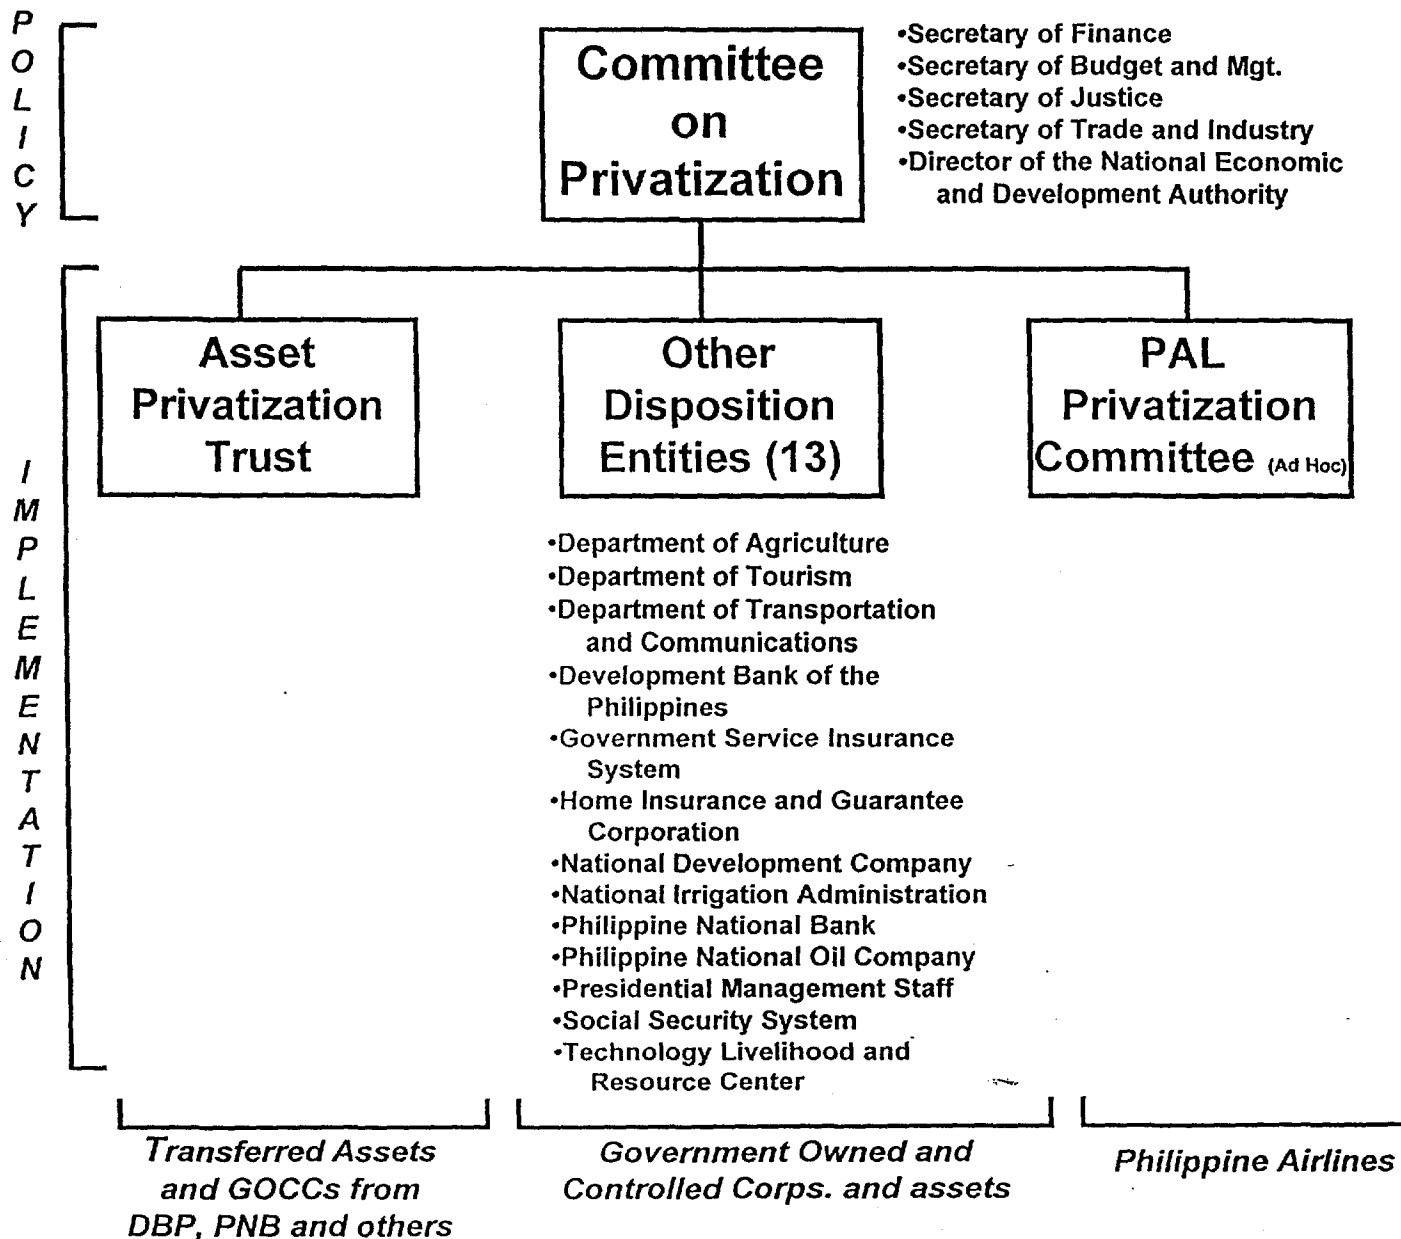 POLICY
Committee
on
Privatization
•Secretary of Finance
•Secretary of Budget and Mgt.
•Secretary of Justice
•Secretary of Trade and Industry
•Director of the National Economic
and Development Authority
IMPLEMENTATION
Asset
Privatization
Trust
Other
Disposition
Entities (13)
PAL
Privatization
Committee (Ad Hoc)
•Department of Agriculture
•Department of Tourism
•Department of Transportation
and Communications
•Development Bank of the
Philippines
•Government Service Insurance
System
•Home Insurance and Guarantee
Corporation
•National Development Company
•National Irrigation Administration
•Philippine National Bank
•Philippine National Oil Company
•Presidential Management Staff
•Social Security System
•Technology Livelihood and
Resource Center
Transferred Assets
and GOCCs from
DBP, PNB and others
Government Owned and
Controlled Corps. and assets
Philippine Airlines